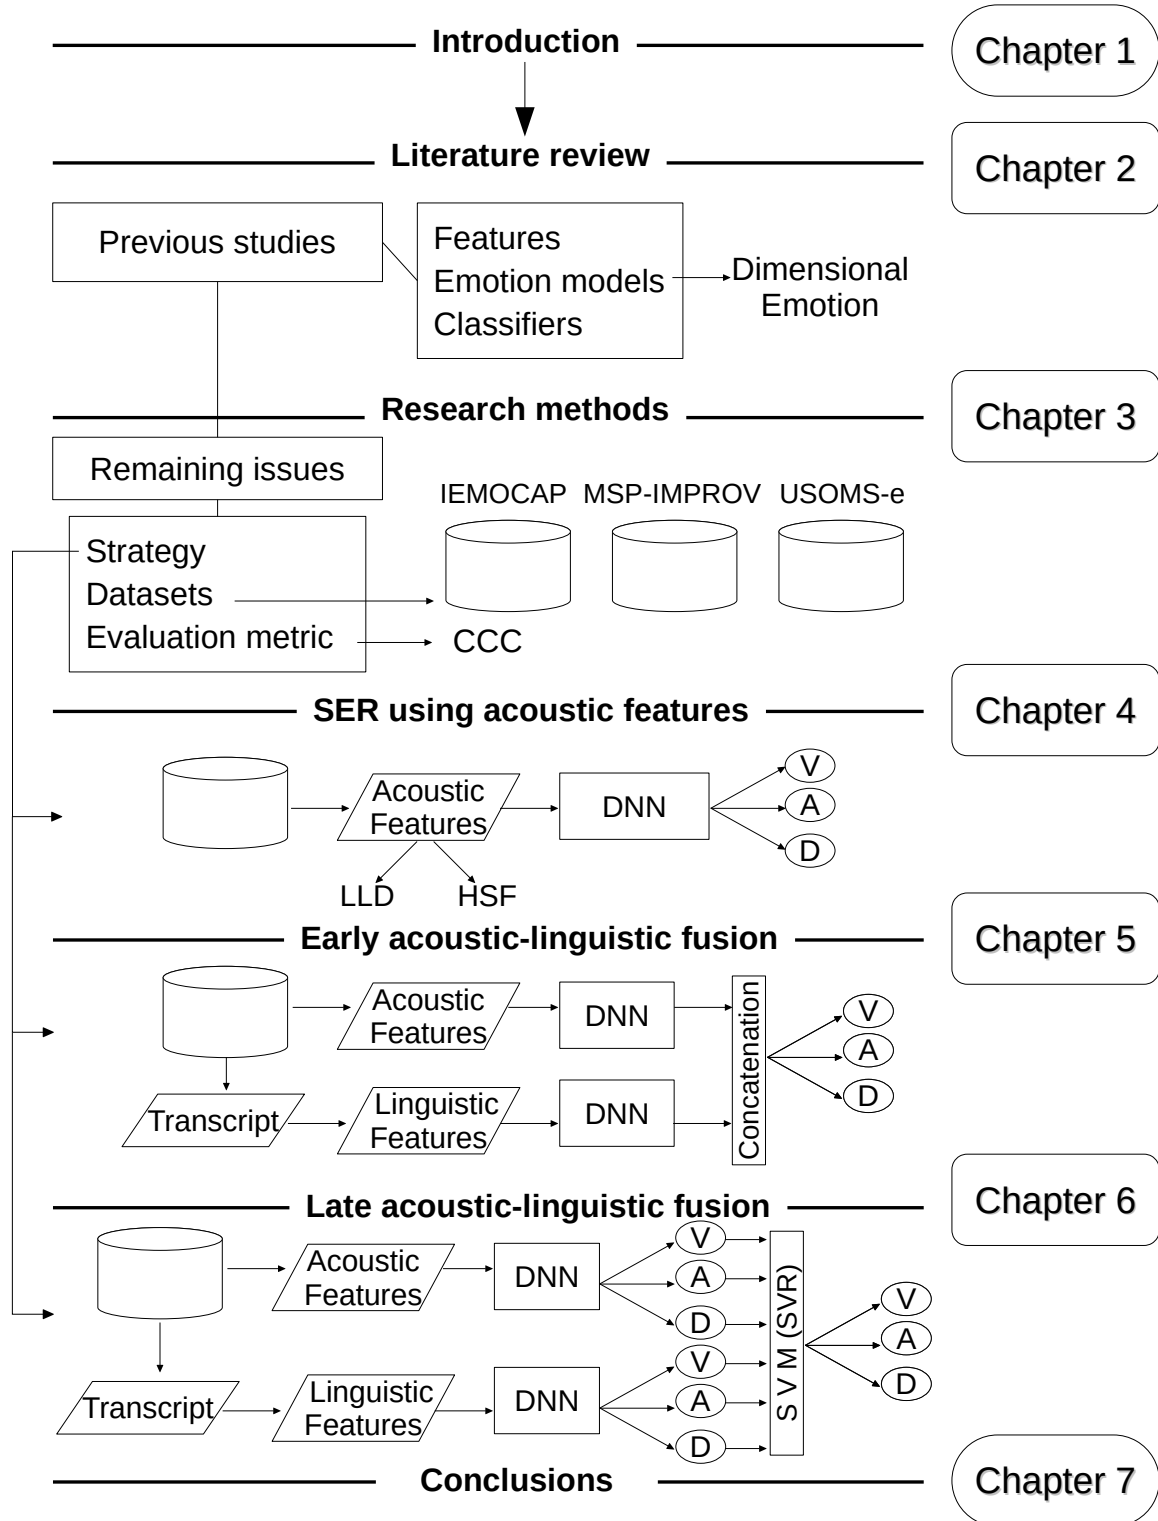 Introduction
Chapter 1
Literature review
Chapter 2
Previous studies
Features
Emotion models
Classifiers
Dimensional
Emotion
Research methods
Chapter 3
Remaining issues
IEMOCAP
MSP-IMPROV
USOMS-e
Strategy
Datasets
Evaluation metric
CCC
SER using acoustic features
Chapter 4
Acoustic
Features
DNN
V
A
D
LLD
HSF
Early acoustic-linguistic fusion
Chapter 5
Acoustic
Features
DNN
Transcript
Linguistic
Features
DNN
Concatenation
V
A
D
Late acoustic-linguistic fusion
Chapter 6
Acoustic
Features
DNN
V
A
D
Transcript
Linguistic
Features
DNN
V
A
D
S V M (SVR)
V
A
D
Conclusions
Chapter 7